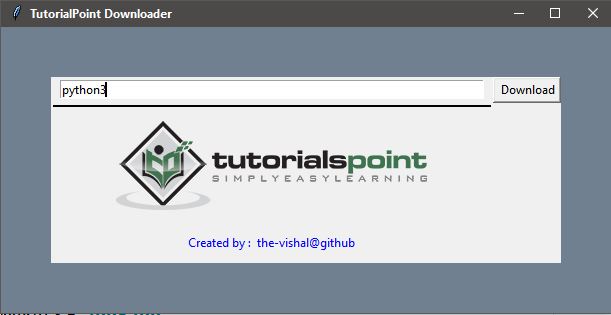 TutorialPoint Downloader
python3
Download
tutorialspoint
SIMPLYEASYLEARNING
Created by : the-vishal@github